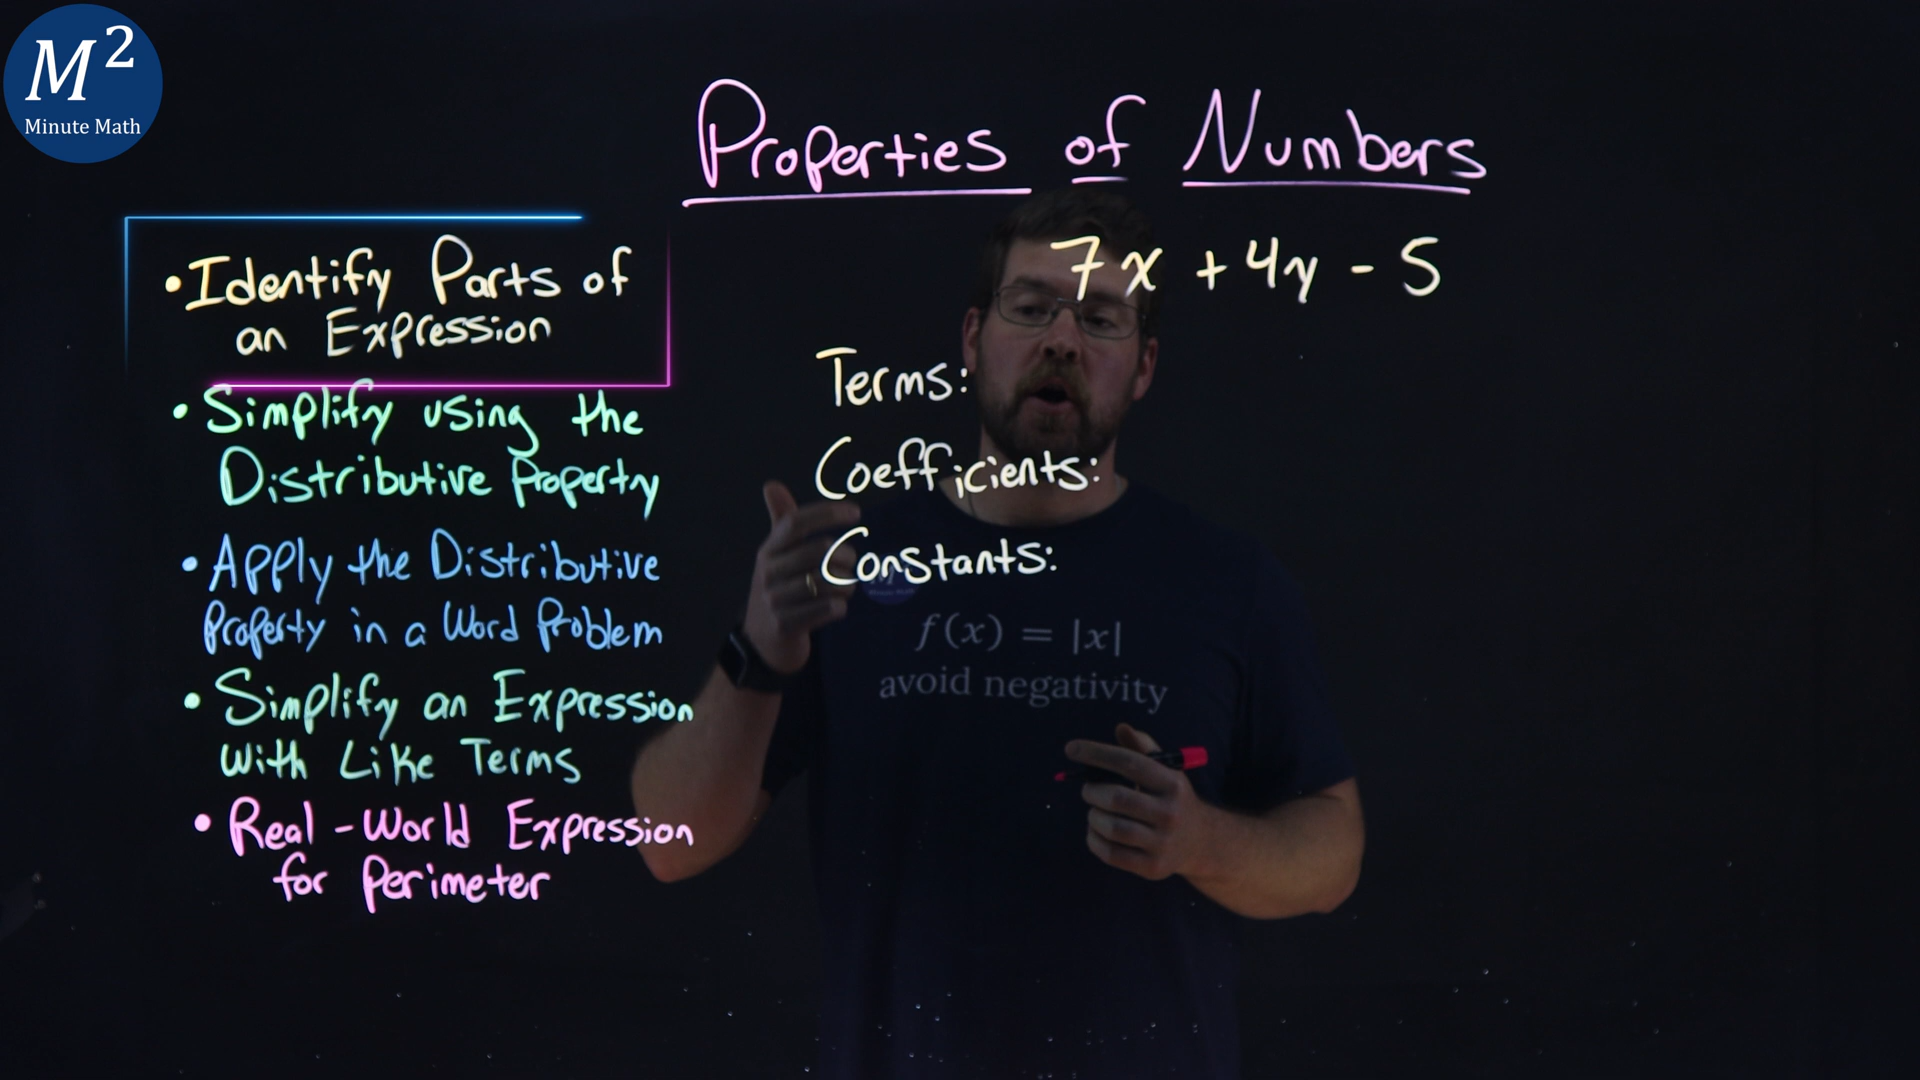 M²
Minute Math
Properties of Numbers
• Identify Parts of
an Expression
• Simplify using the
Distributive Property
• Apply the Distributive
Property in a Word Problem
• Simplify an Expression
with Like Terms
• Real-World Expression
for Perimeter
7x + 4y - 5
Terms:
Coefficients:
Constants:
f(x) = |x|
avoid negativity